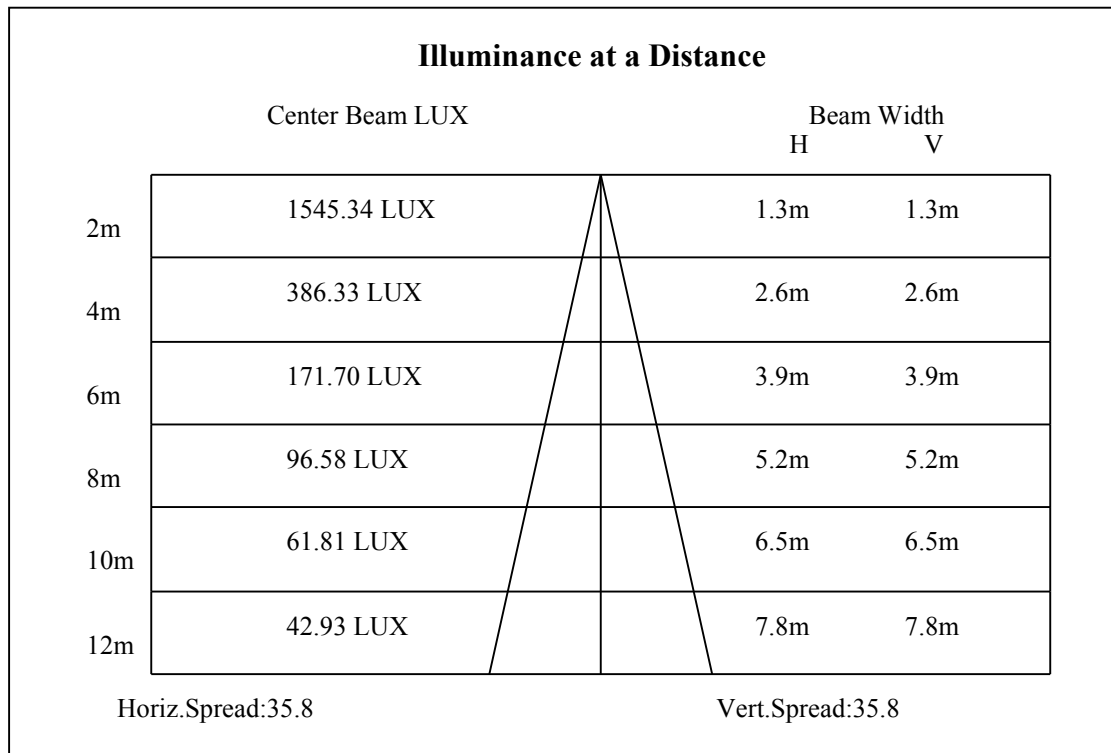 Illuminance at a Distance
Center Beam LUX Beam Width
H V
2m 1545.34 LUX 1.3m 1.3m
4m 386.33 LUX 2.6m 2.6m
6m 171.70 LUX 3.9m 3.9m
8m 96.58 LUX 5.2m 5.2m
10m 61.81 LUX 6.5m 6.5m
12m 42.93 LUX 7.8m 7.8m
Horiz.Spread:35.8 Vert.Spread:35.8